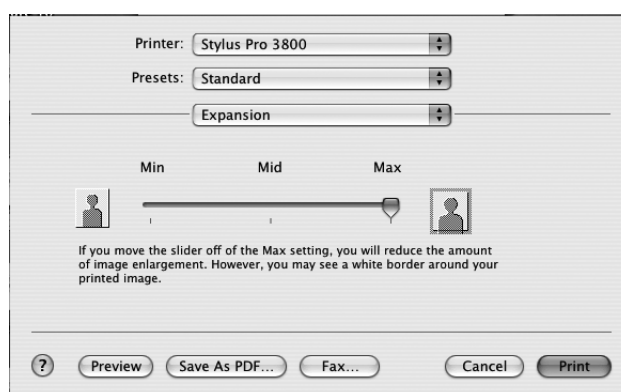 Printer: Stylus Pro 3800
Presets: Standard
Expansion
Min Mid Max
If you move the slider off of the Max setting, you will reduce the amount
of image enlargement. However, you may see a white border around your
printed image.
? Preview Save As PDF... Fax... Cancel Print